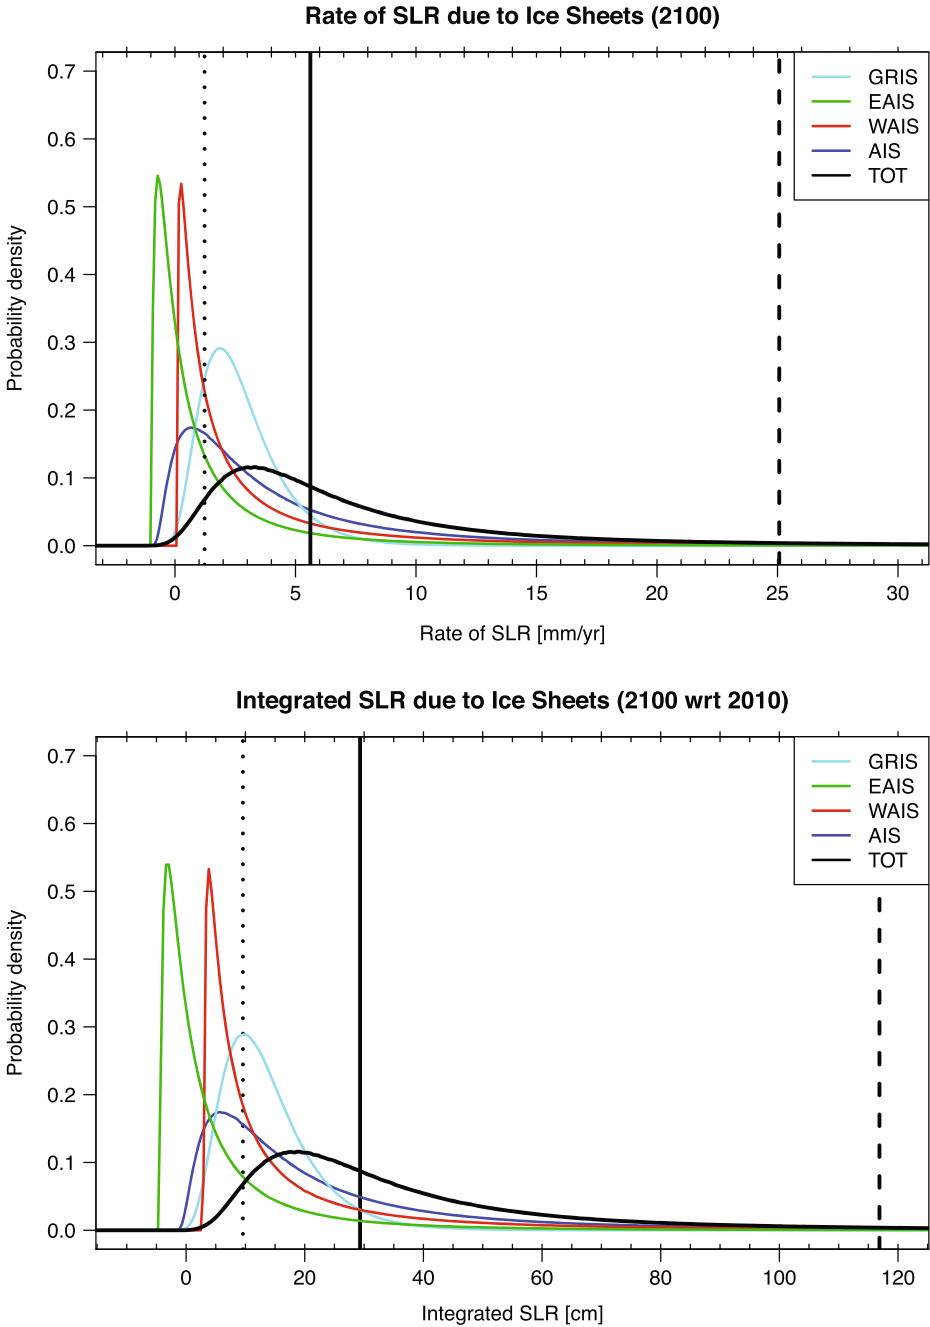 Rate of SLR due to Ice Sheets (2100)
0.7
0.6
0.5
0.4
0.3
0.2
0.1
0.0
Probability density
GRIS
EAIS
WAIS
AIS
TOT
0 5 10 15 20 25 30
Rate of SLR [mm/yr]
Integrated SLR due to Ice Sheets (2100 wrt 2010)
0.7
0.6
0.5
0.4
0.3
0.2
0.1
0.0
Probability density
GRIS
EAIS
WAIS
AIS
TOT
0 20 40 60 80 100 120
Integrated SLR [cm]